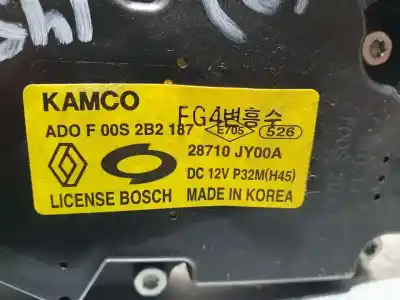 KAMCO
FG4변흥수
ADO F 00S 2B2 187
E705
526
28710 JY00A
DC 12V P32M(H45)
LICENSE BOSCH
MADE IN KOREA